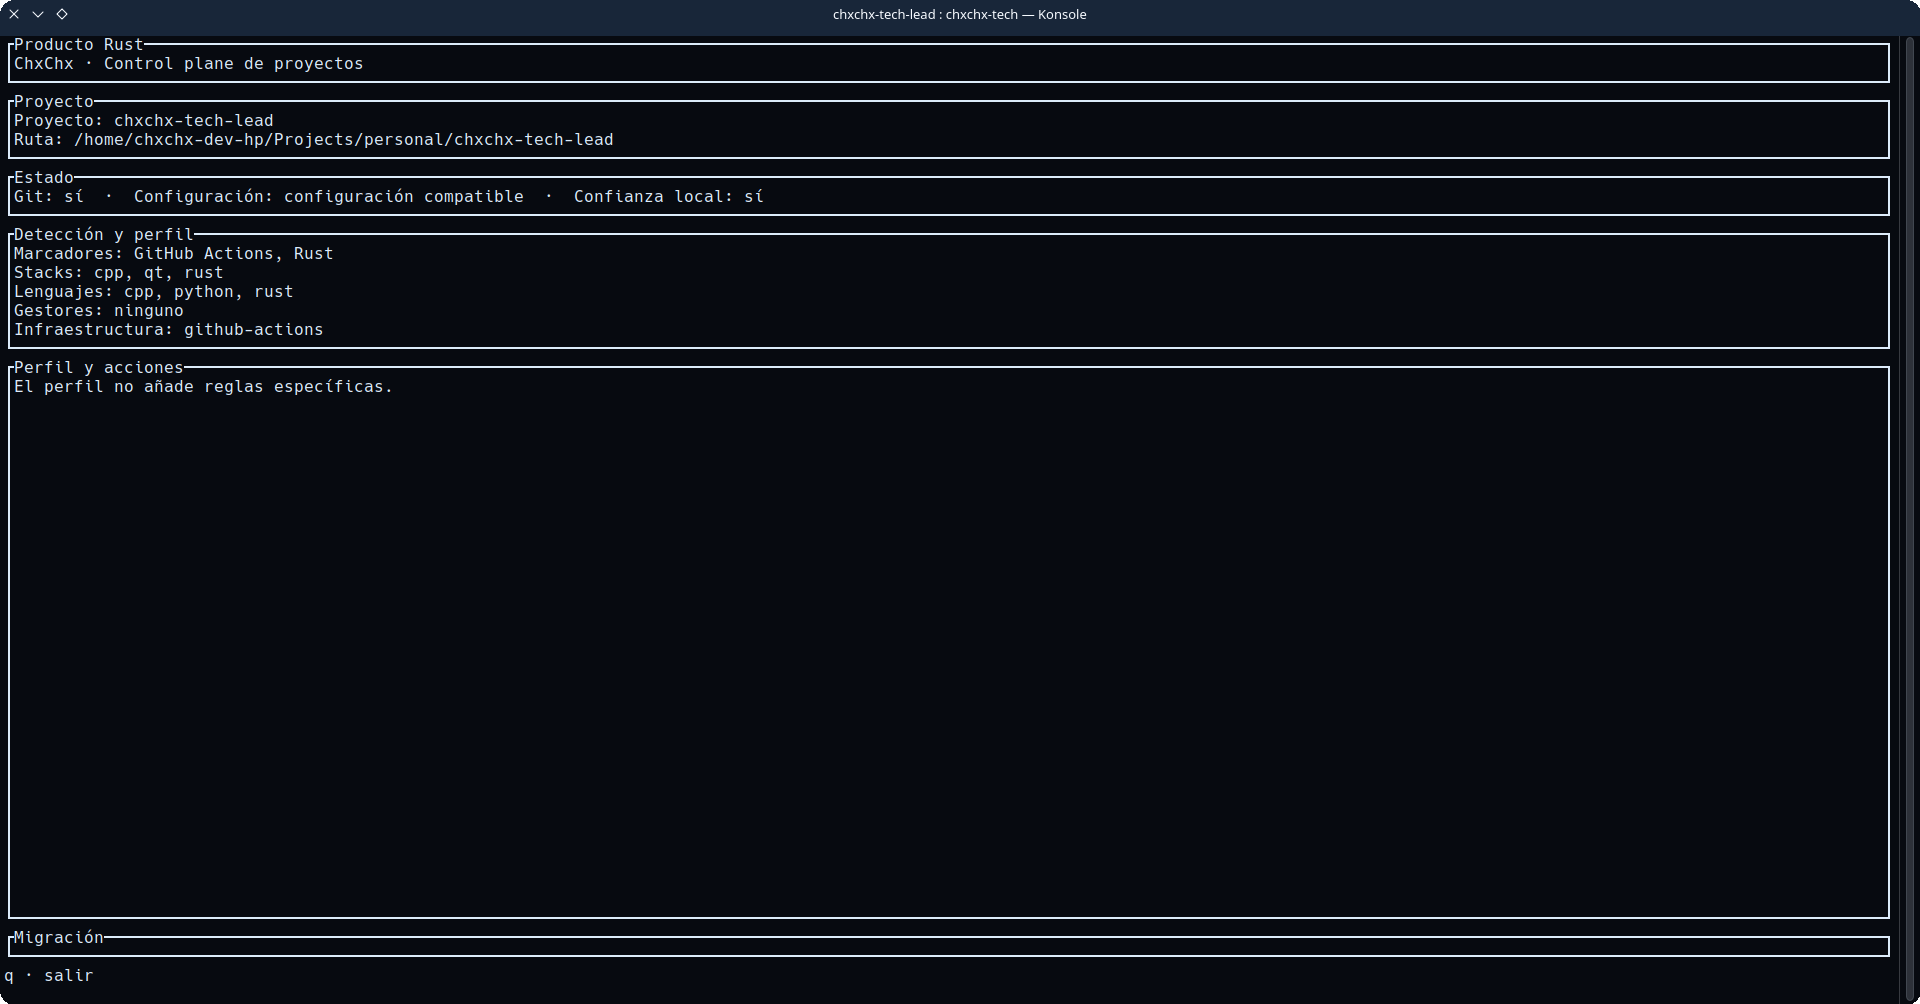 chxchx-tech-lead : chxchx-tech — Konsole
Producto Rust
ChxChx · Control plane de proyectos
Proyecto
Proyecto: chxchx-tech-lead
Ruta: /home/chxchx-dev-hp/Projects/personal/chxchx-tech-lead
Estado
Git: sí · Configuración: configuración compatible · Confianza local: sí
Detección y perfil
Marcadores: GitHub Actions, Rust
Stacks: cpp, qt, rust
Lenguajes: cpp, python, rust
Gestores: ninguno
Infraestructura: github-actions
Perfil y acciones
El perfil no añade reglas específicas.
Migración
q · salir